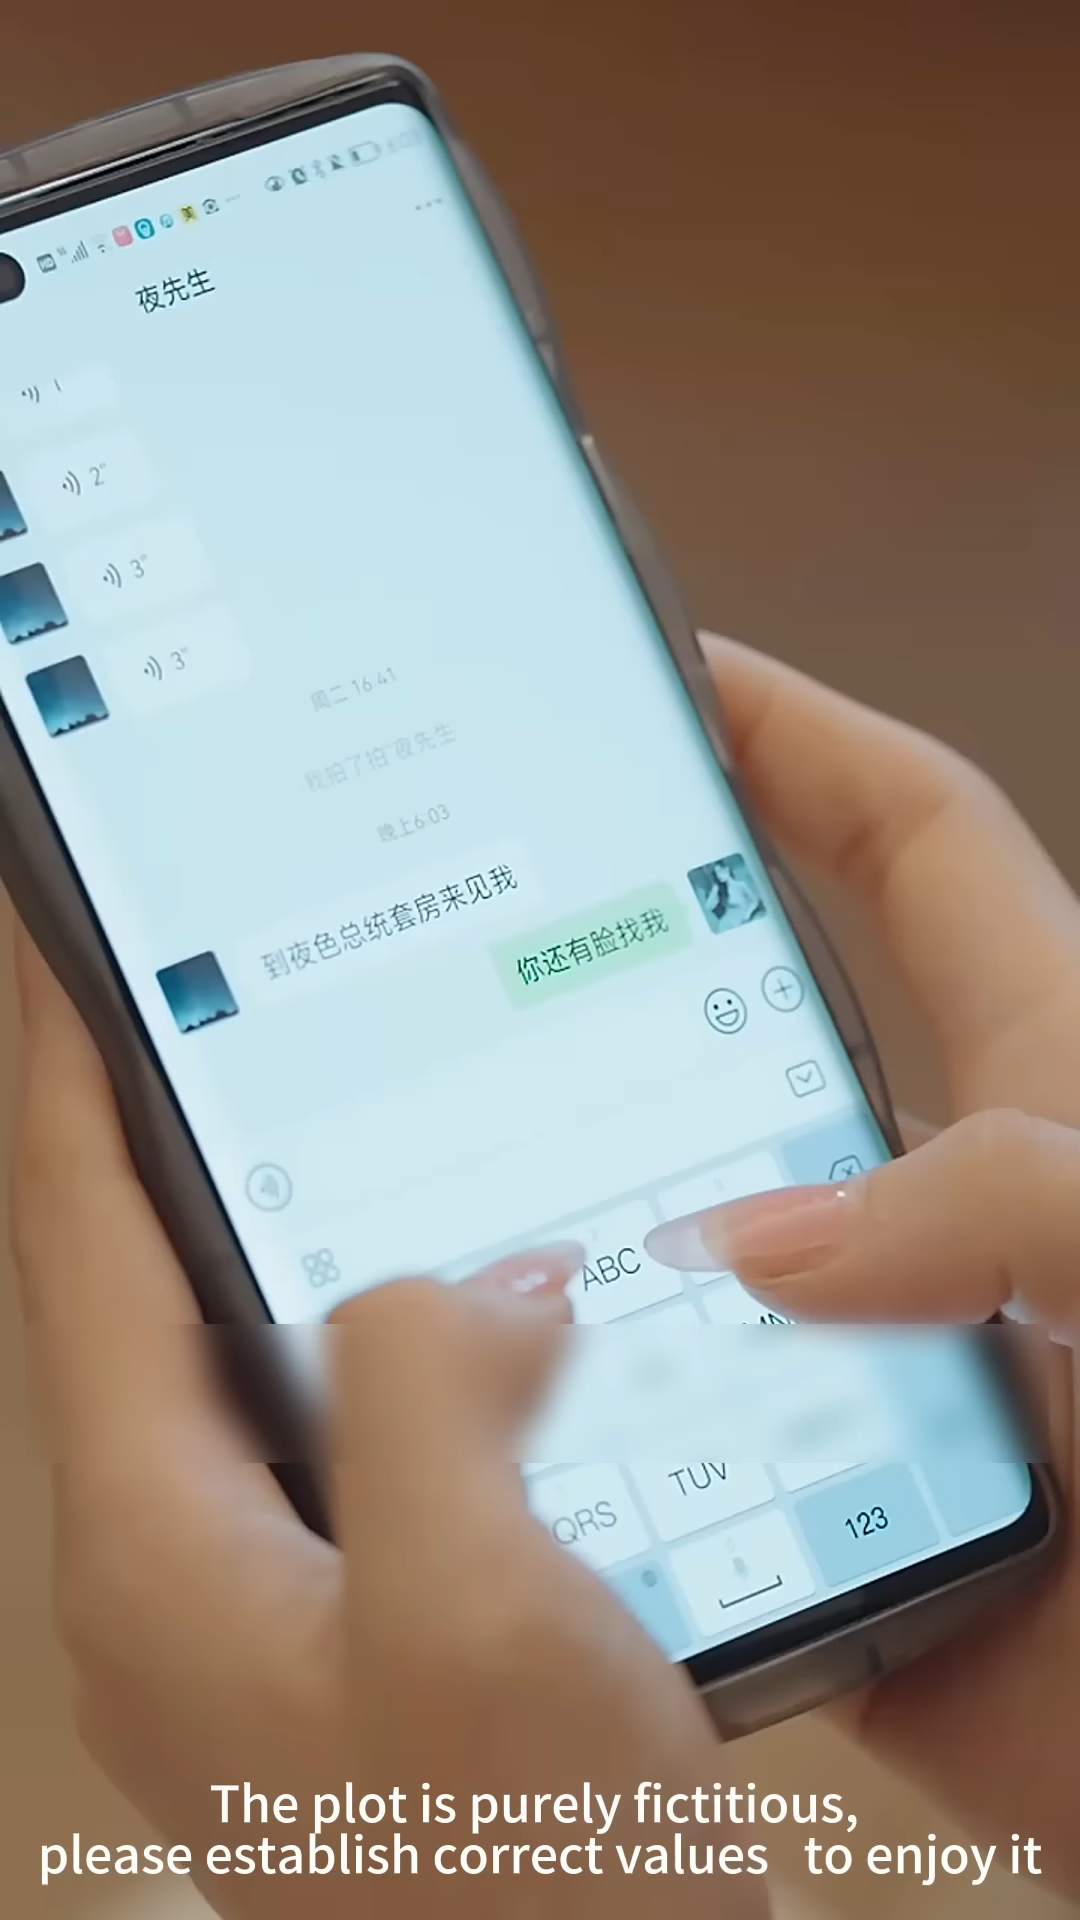 夜先生
2"
3"
3"
周二 16:41
我拍了拍"夜先生
晚上6:03
到夜色总统套房来见我
你还有脸找我
ABC
TUV
QRS
123
The plot is purely fictitious,
please establish correct values to enjoy it